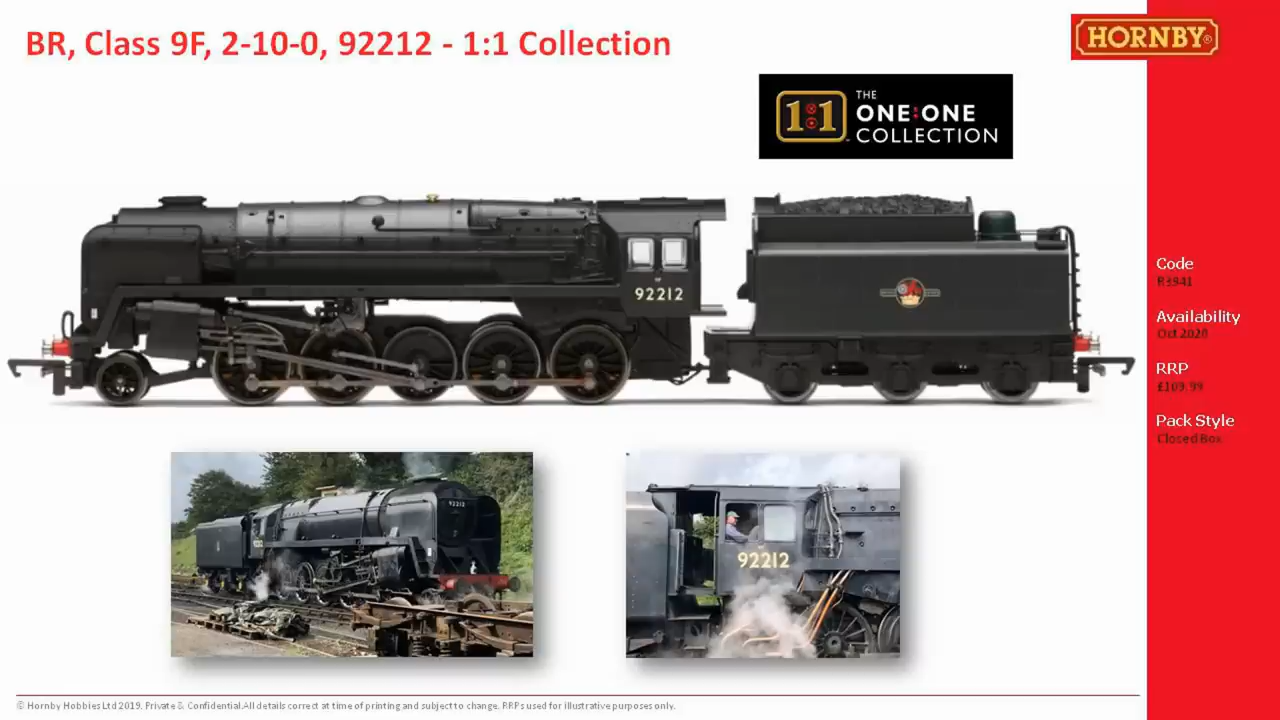 BR, Class 9F, 2-10-0, 92212 - 1:1 Collection
HORNBY®
1:1 THE
ONE:ONE
COLLECTION
92212
Code
R3941
Availability
Oct 2020
RRP
£109.99
Pack Style
Closed Box
92212
92212
© Hornby Hobbies Ltd 2019. Private & Confidential.All details correct at time of printing and subject to change. RRPs used for illustrative purposes only.